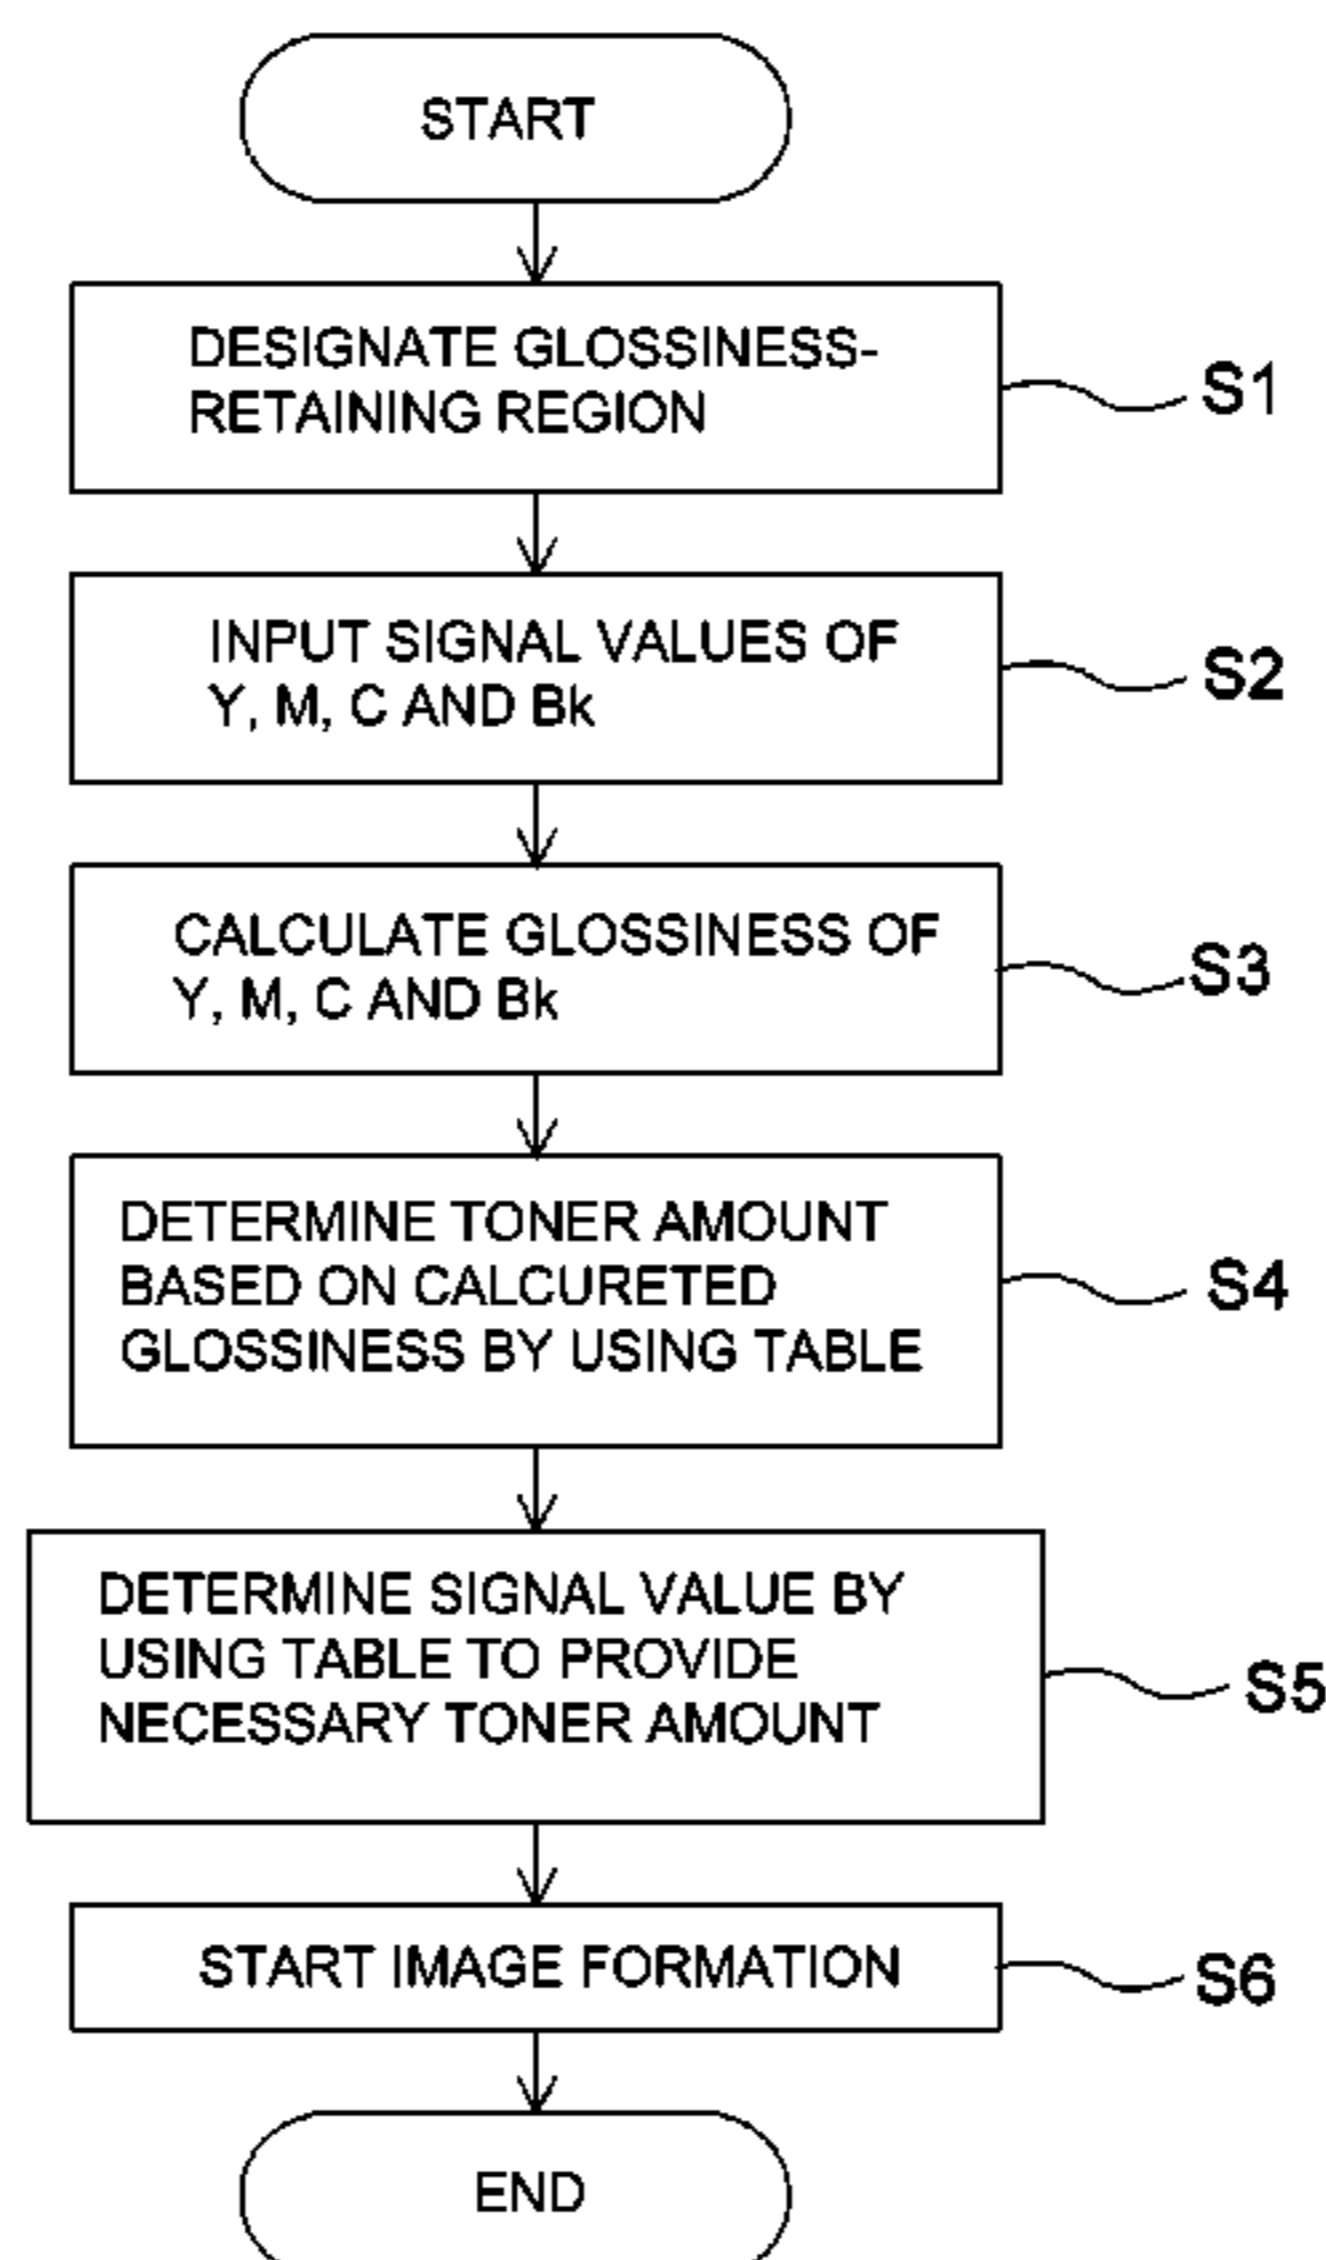 START
DESIGNATE GLOSSINESS-
RETAINING REGION
S1
INPUT SIGNAL VALUES OF
Y, M, C AND Bk
S2
CALCULATE GLOSSINESS OF
Y, M, C AND Bk
S3
DETERMINE TONER AMOUNT
BASED ON CALCURETED
GLOSSINESS BY USING TABLE
S4
DETERMINE SIGNAL VALUE BY
USING TABLE TO PROVIDE
NECESSARY TONER AMOUNT
S5
START IMAGE FORMATION
S6
END